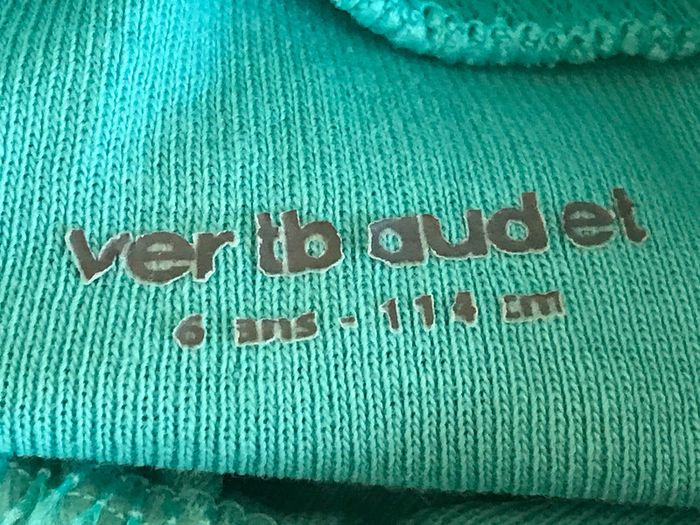 vertbaudet
6 ans - 114 cm